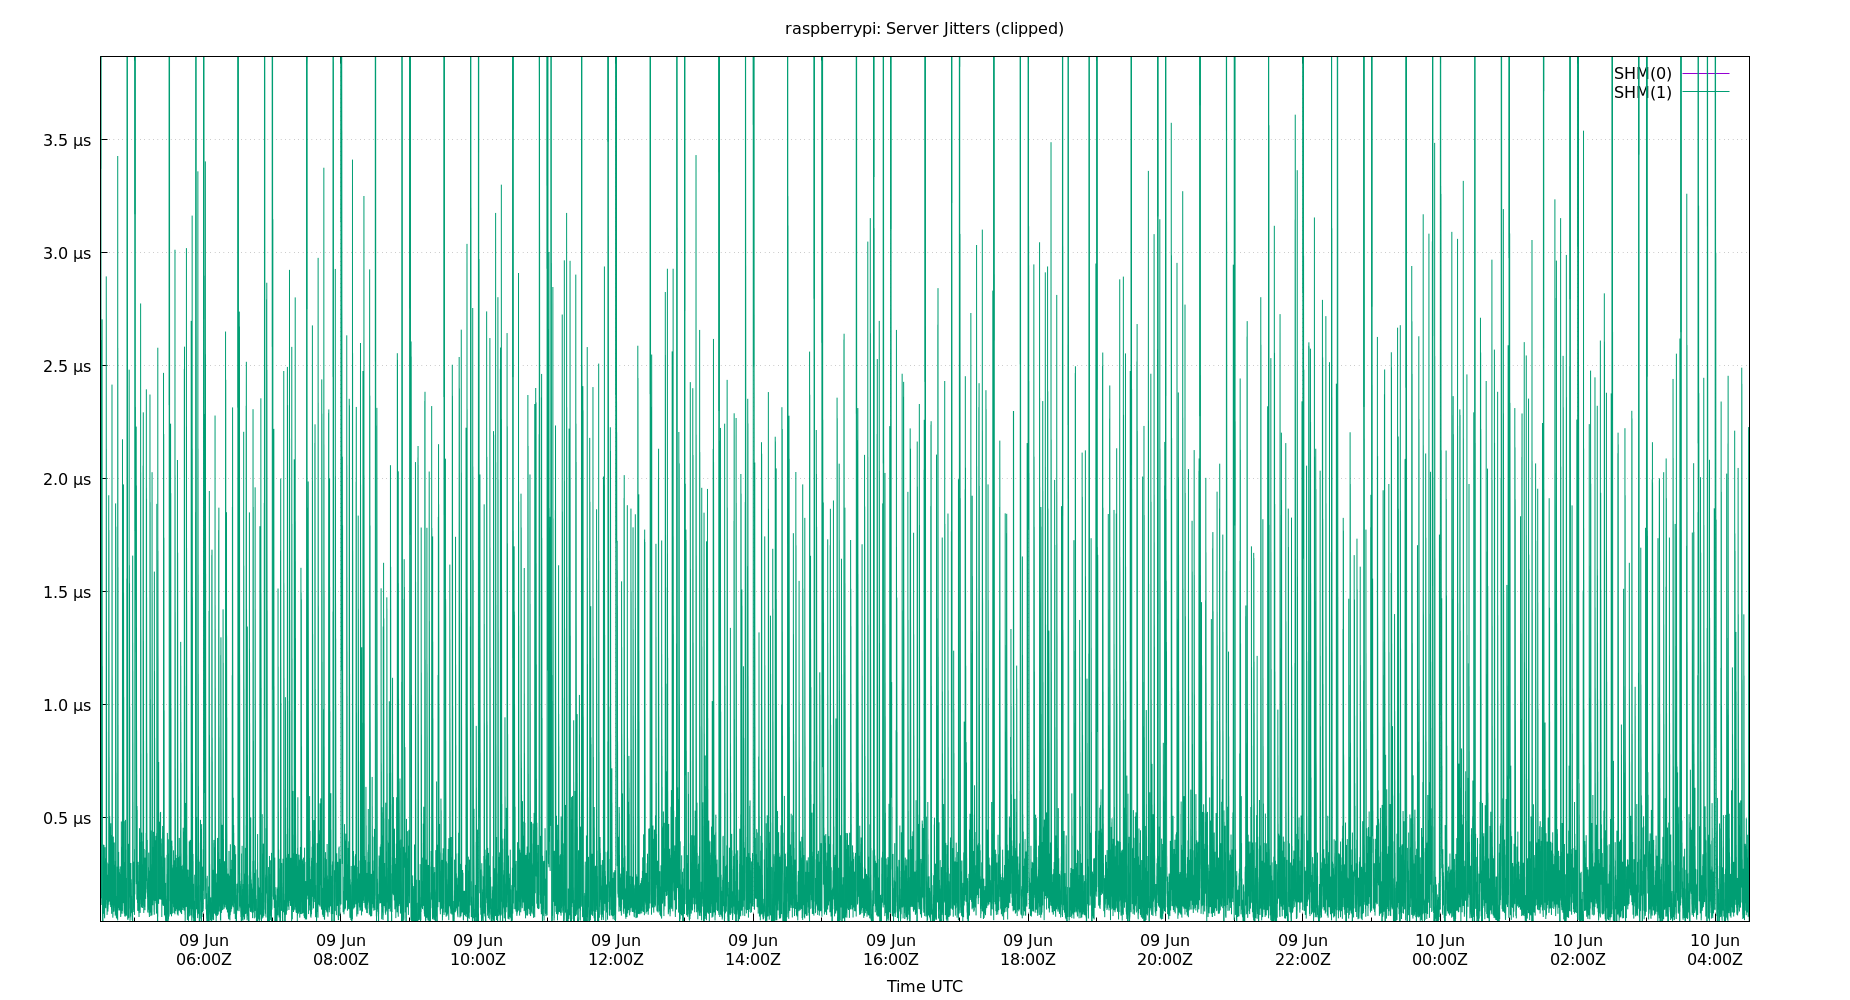 raspberrypi: Server Jitters (clipped)
SHM(0)
SHM(1)
3.5 µs
3.0 µs
2.5 µs
2.0 µs
1.5 µs
1.0 µs
0.5 µs
09 Jun 09 Jun 09 Jun 09 Jun 09 Jun 09 Jun 09 Jun 09 Jun 09 Jun 10 Jun 10 Jun 10 Jun
06:00Z 08:00Z 10:00Z 12:00Z 14:00Z 16:00Z 18:00Z 20:00Z 22:00Z 00:00Z 02:00Z 04:00Z
Time UTC